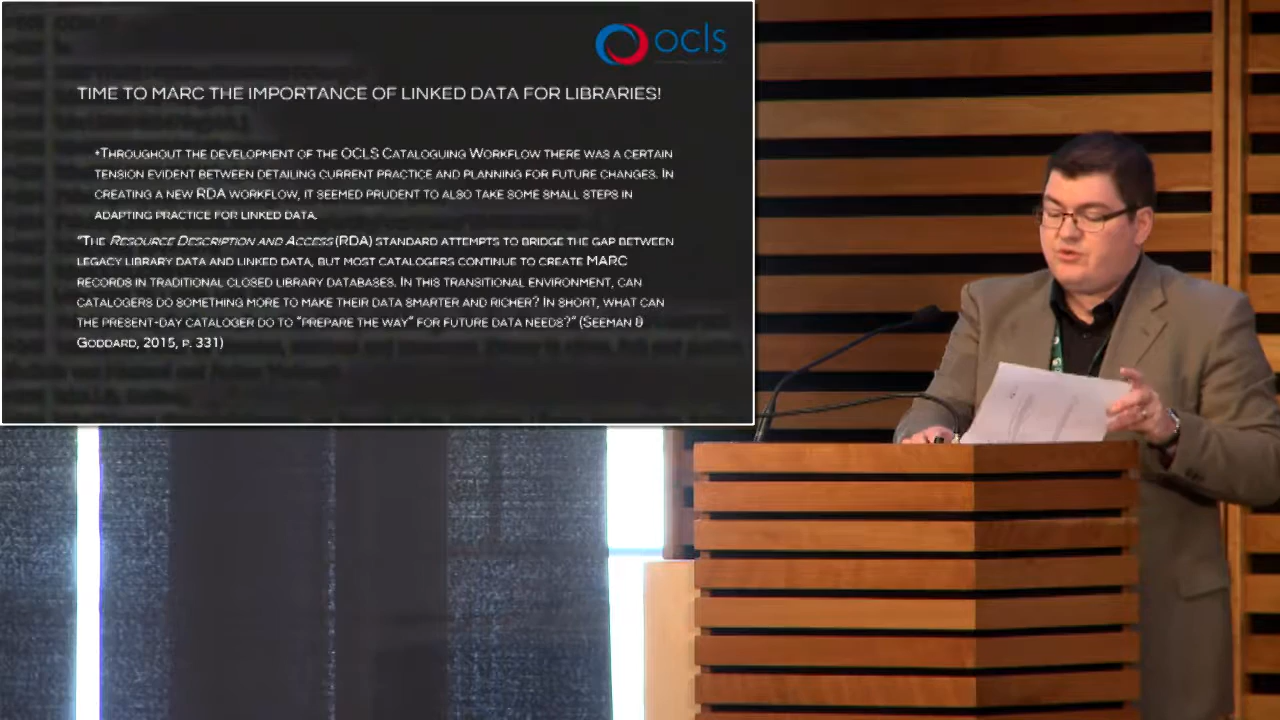 ocls
TIME TO MARC THE IMPORTANCE OF LINKED DATA FOR LIBRARIES!
•THROUGHOUT THE DEVELOPMENT OF THE OCLS CATALOGUING WORKFLOW THERE WAS A CERTAIN
TENSION EVIDENT BETWEEN DETAILING CURRENT PRACTICE AND PLANNING FOR FUTURE CHANGES. IN
CREATING A NEW RDA WORKFLOW, IT SEEMED PRUDENT TO ALSO TAKE SOME SMALL STEPS IN
ADAPTING PRACTICE FOR LINKED DATA.
"THE RESOURCE DESCRIPTION AND ACCESS (RDA) STANDARD ATTEMPTS TO BRIDGE THE GAP BETWEEN
LEGACY LIBRARY DATA AND LINKED DATA, BUT MOST CATALOGERS CONTINUE TO CREATE MARC
RECORDS IN TRADITIONAL CLOSED LIBRARY DATABASES. IN THIS TRANSITIONAL ENVIRONMENT, CAN
CATALOGERS DO SOMETHING MORE TO MAKE THEIR DATA SMARTER AND RICHER? IN SHORT, WHAT CAN
THE PRESENT-DAY CATALOGER DO TO "PREPARE THE WAY" FOR FUTURE DATA NEEDS?" (SEEMAN &
GODDARD, 2015, P. 331)